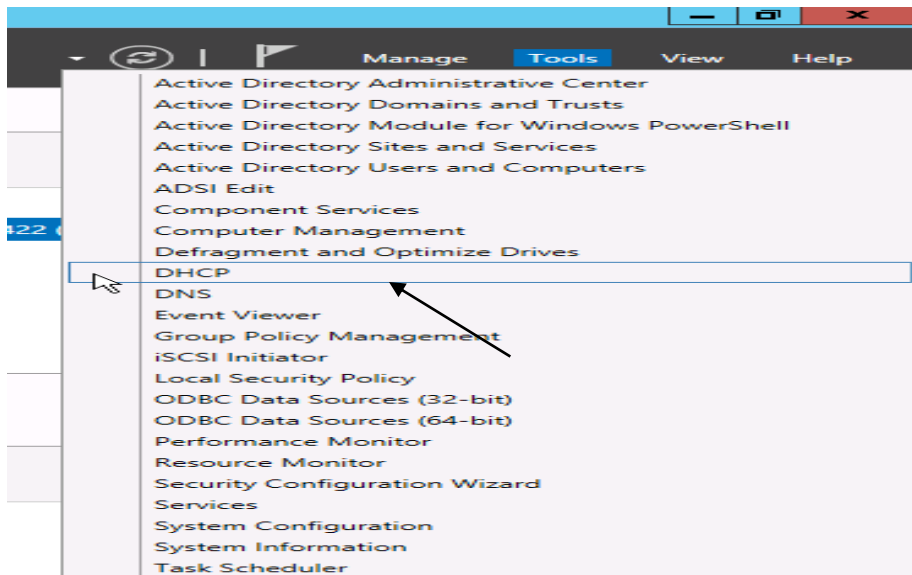 Manage Tools View Help
Active Directory Administrative Center
Active Directory Domains and Trusts
Active Directory Module for Windows PowerShell
Active Directory Sites and Services
Active Directory Users and Computers
ADSI Edit
Component Services
422 (
Computer Management
Defragment and Optimize Drives
DHCP
DNS
Event Viewer
Group Policy Management
iSCSI Initiator
Local Security Policy
ODBC Data Sources (32-bit)
ODBC Data Sources (64-bit)
Performance Monitor
Resource Monitor
Security Configuration Wizard
Services
System Configuration
System Information
Task Scheduler